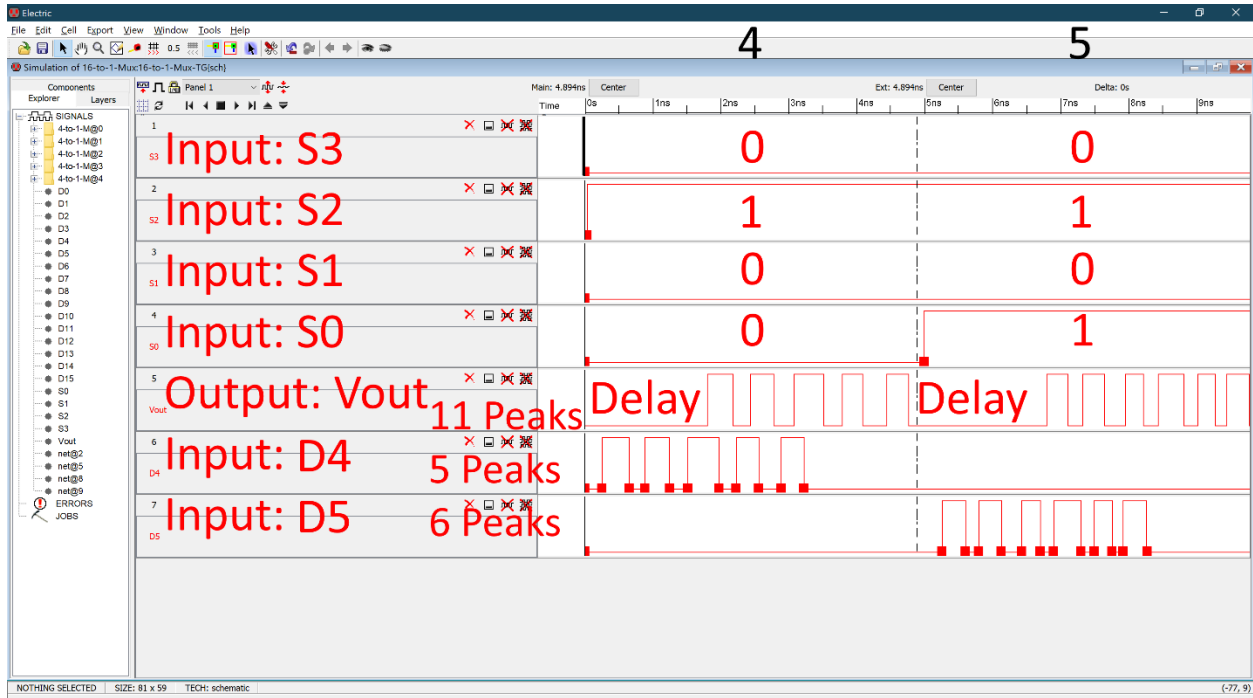 Electric
File Edit Cell Export View Window Tools Help
0.5
4 5
Simulation of 16-to-1-Mux:16-to-1-Mux-TG{sch}
Components
Explorer Layers
SIGNALS
4-to-1-M@0
4-to-1-M@1
4-to-1-M@2
4-to-1-M@3
4-to-1-M@4
D0
D1
D2
D3
D4
D5
D6
D7
D8
D9
D10
D11
D12
D13
D14
D15
S0
S1
S2
S3
Vout
net@2
net@5
net@8
net@9
ERRORS
JOBS
Panel 1
Main: 4.894ns Center Ext: 4.894ns Center Delta: 0s
Time 0s 1ns 2ns 3ns 4ns 5ns 6ns 7ns 8ns 9ns
1
S3 Input: S3 0 0
2
S2 Input: S2 1 1
3
S1 Input: S1 0 0
4
S0 Input: S0 0 1
5
Vout Output: Vout 11 Peaks Delay Delay
6
D4 Input: D4 5 Peaks
7
D5 Input: D5 6 Peaks
NOTHING SELECTED SIZE: 81 x 59 TECH: schematic (-77, 9)